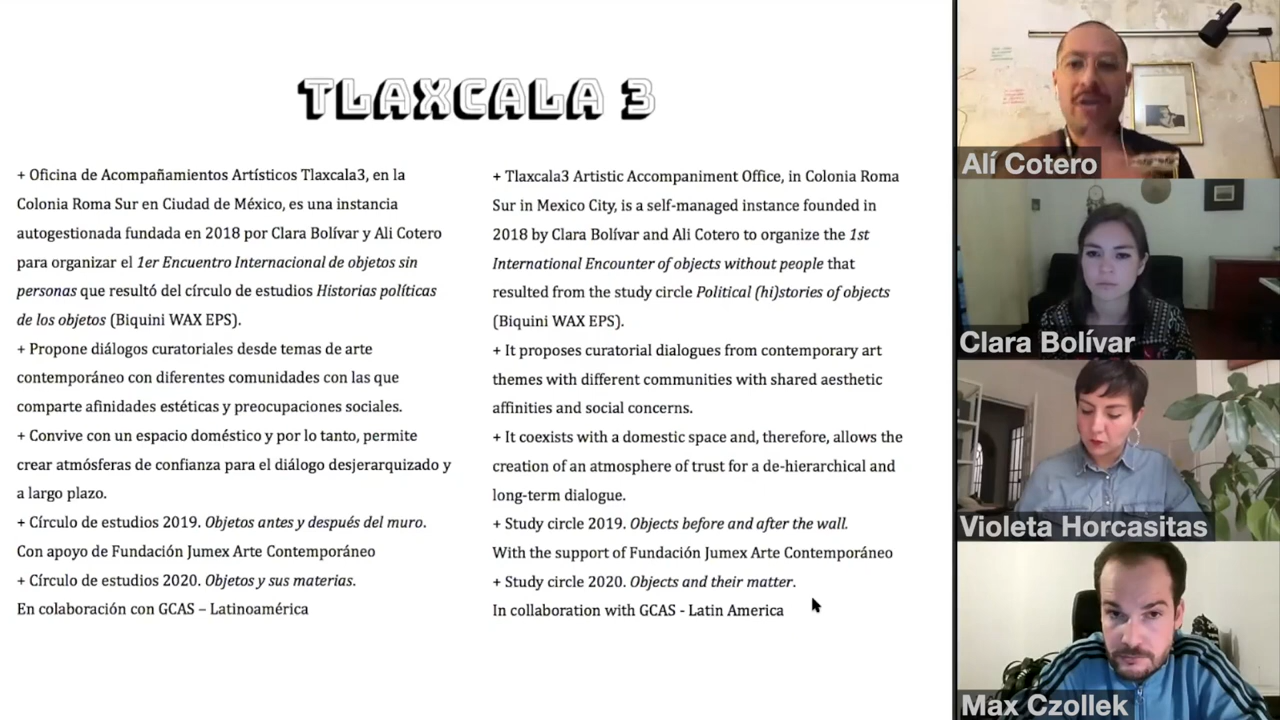 TLAXCALA 3
+ Oficina de Acompañamientos Artísticos Tlaxcala3, en la
Colonia Roma Sur en Ciudad de México, es una instancia
autogestionada fundada en 2018 por Clara Bolívar y Ali Cotero
para organizar el 1er Encuentro Internacional de objetos sin
personas que resultó del círculo de estudios Historias políticas
de los objetos (Biquini WAX EPS).
+ Propone diálogos curatoriales desde temas de arte
contemporáneo con diferentes comunidades con las que
comparte afinidades estéticas y preocupaciones sociales.
+ Convive con un espacio doméstico y por lo tanto, permite
crear atmósferas de confianza para el diálogo desjerarquizado y
a largo plazo.
+ Círculo de estudios 2019. Objetos antes y después del muro.
Con apoyo de Fundación Jumex Arte Contemporáneo
+ Círculo de estudios 2020. Objetos y sus materias.
En colaboración con GCAS – Latinoamérica
+ Tlaxcala3 Artistic Accompaniment Office, in Colonia Roma
Sur in Mexico City, is a self-managed instance founded in
2018 by Clara Bolívar and Ali Cotero to organize the 1st
International Encounter of objects without people that
resulted from the study circle Political (hi)stories of objects
(Biquini WAX EPS).
+ It proposes curatorial dialogues from contemporary art
themes with different communities with shared aesthetic
affinities and social concerns.
+ It coexists with a domestic space and, therefore, allows the
creation of an atmosphere of trust for a de-hierarchical and
long-term dialogue.
+ Study circle 2019. Objects before and after the wall.
With the support of Fundación Jumex Arte Contemporáneo
+ Study circle 2020. Objects and their matter.
In collaboration with GCAS - Latin America
Alí Cotero
Clara Bolívar
Violeta Horcasitas
Max Czollek